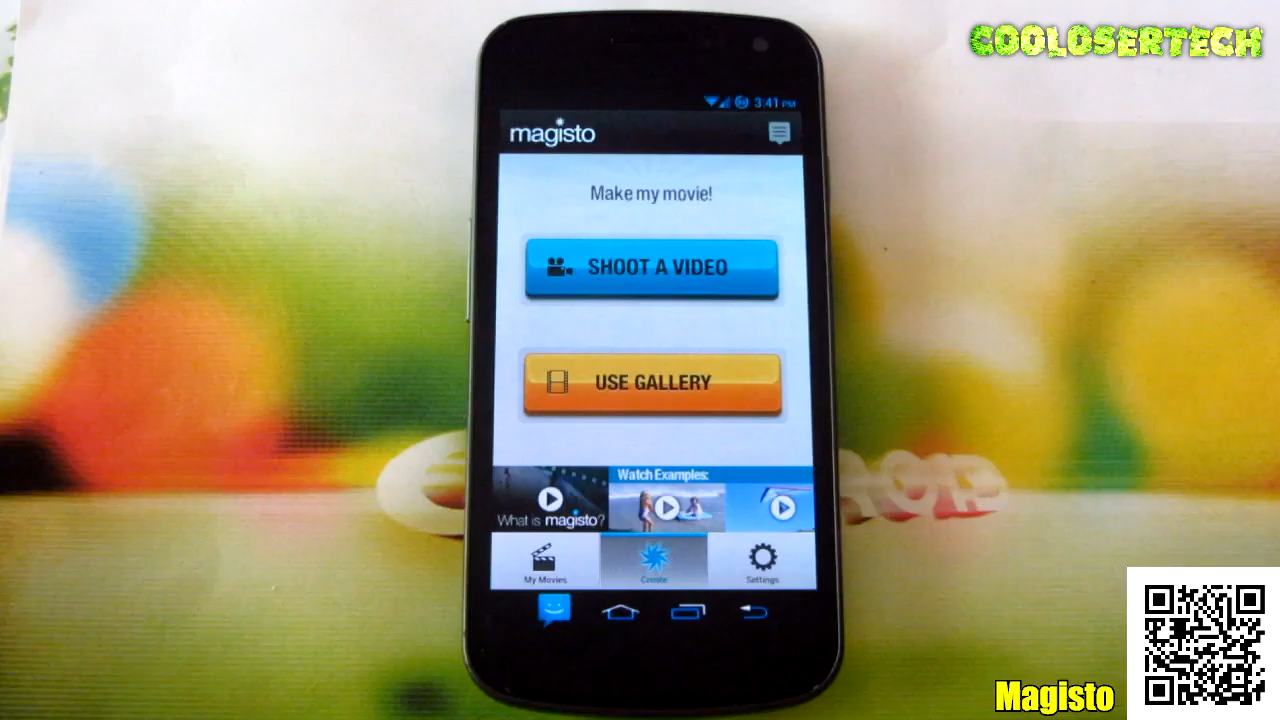 COOLOSERTECH
3:41 PM
magisto
Make my movie!
SHOOT A VIDEO
USE GALLERY
Watch Examples:
What is magisto?
My Movies
Create
Settings
Magisto